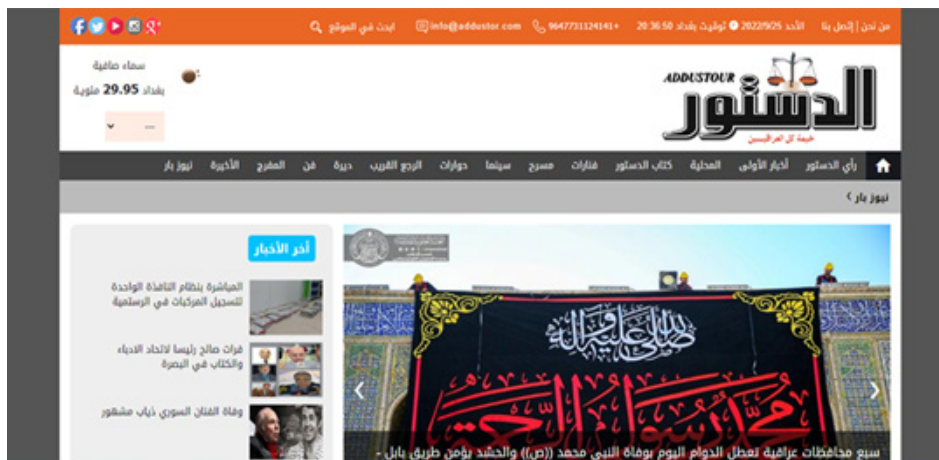 من نحن | إتصل بنا
الأحد 2022/9/25 توقيت بغداد 20:36:50
+9647731124141
info@addustor.com
ابحث في الموقع
سماء صافية
بغداد 29.95 مئوية
---
ADDUSTOUR
الدستور
خيمة كل العراقيين
رأي الدستور أخبار الأولى المحلية كتاب الدستور فنارات مسرح سينما حوارات الرجع القريب ديرة فن المفرج الأخيرة نيوز بار
نيوز بار
صلى الله عليه وآله
محمد رسول الرحمة
سبع محافظات عراقية تعطل الدوام اليوم بوفاة النبي محمد ((ص)) والحشد يؤمن طريق بابل -
أخر الأخبار
المباشرة بنظام النافذة الواحدة
لتسجيل المركبات في الرستمية
فرات صالح رئيسا لاتحاد الادباء
والكتاب في البصرة
وفاة الفنان السوري ذياب مشهور